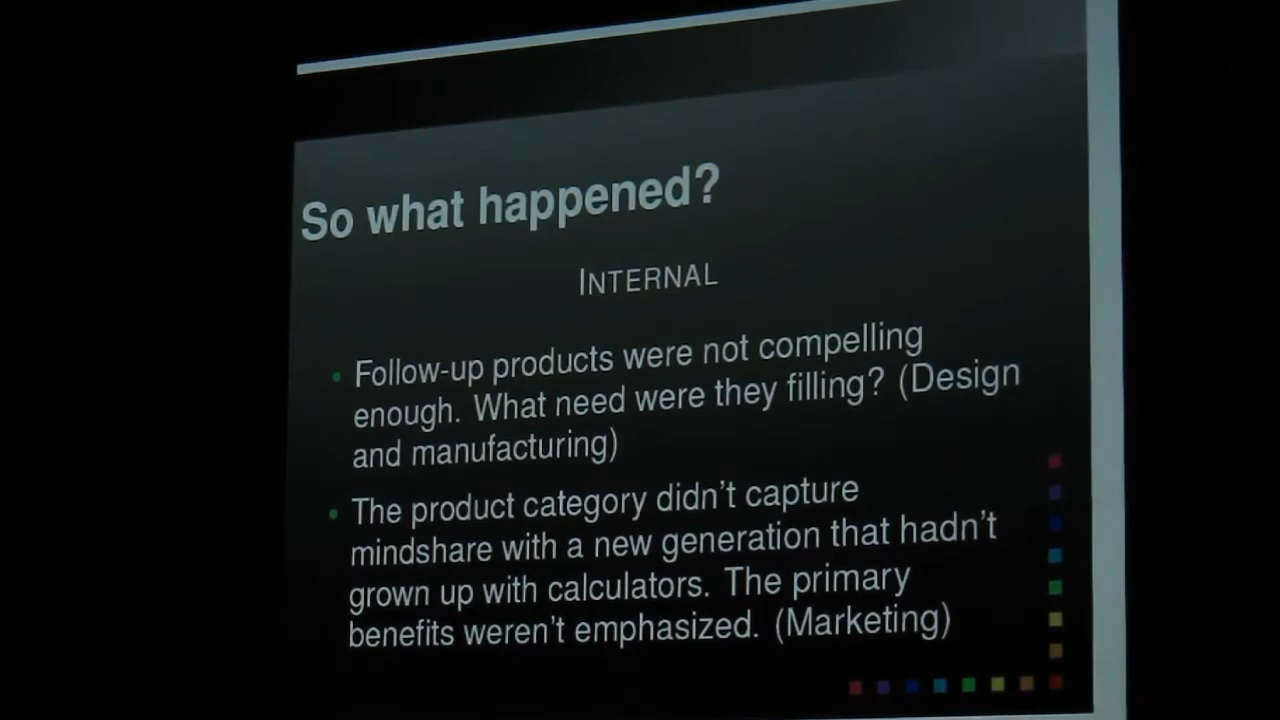 So what happened?
INTERNAL
• Follow-up products were not compelling
enough. What need were they filling? (Design
and manufacturing)
• The product category didn't capture
mindshare with a new generation that hadn't
grown up with calculators. The primary
benefits weren't emphasized. (Marketing)